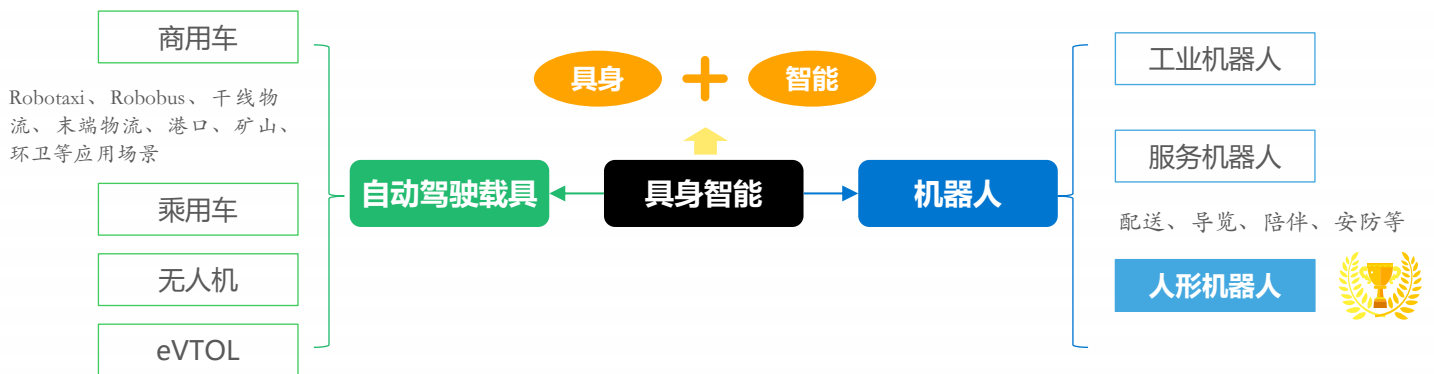 商用车
Robotaxi、Robobus、干线物
流、末端物流、港口、矿山、
环卫等应用场景
乘用车
无人机
eVTOL
自动驾驶载具
具身
智能
具身智能
机器人
工业机器人
服务机器人
配送、导览、陪伴、安防等
人形机器人